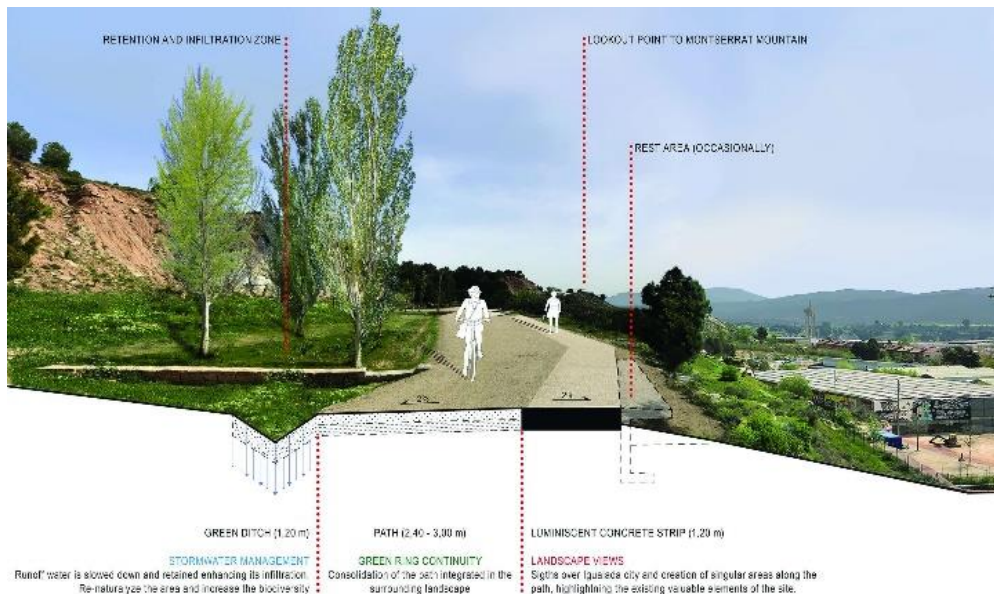 RETENTION AND INFILTRATION ZONE
LOOKOUT POINT TO MONTSERRAT MOUNTAIN
REST AREA (OCCASIONALLY)
2%
2%
GREEN DITCH (1,20 m)
STORMWATER MANAGEMENT
Runoff water is slowed down and retained enhancing its infiltration.
Re-naturalyze the area and increase the biodiversity
PATH (2,40 - 3,00 m)
GREEN RING CONTINUITY
Consolidation of the path integrated in the
surrounding landscape
LUMINISCENT CONCRETE STRIP (1,20 m)
LANDSCAPE VIEWS
Sigths over Igualada city and creation of singular areas along the
path, highlightning the existing valuable elements of the site.